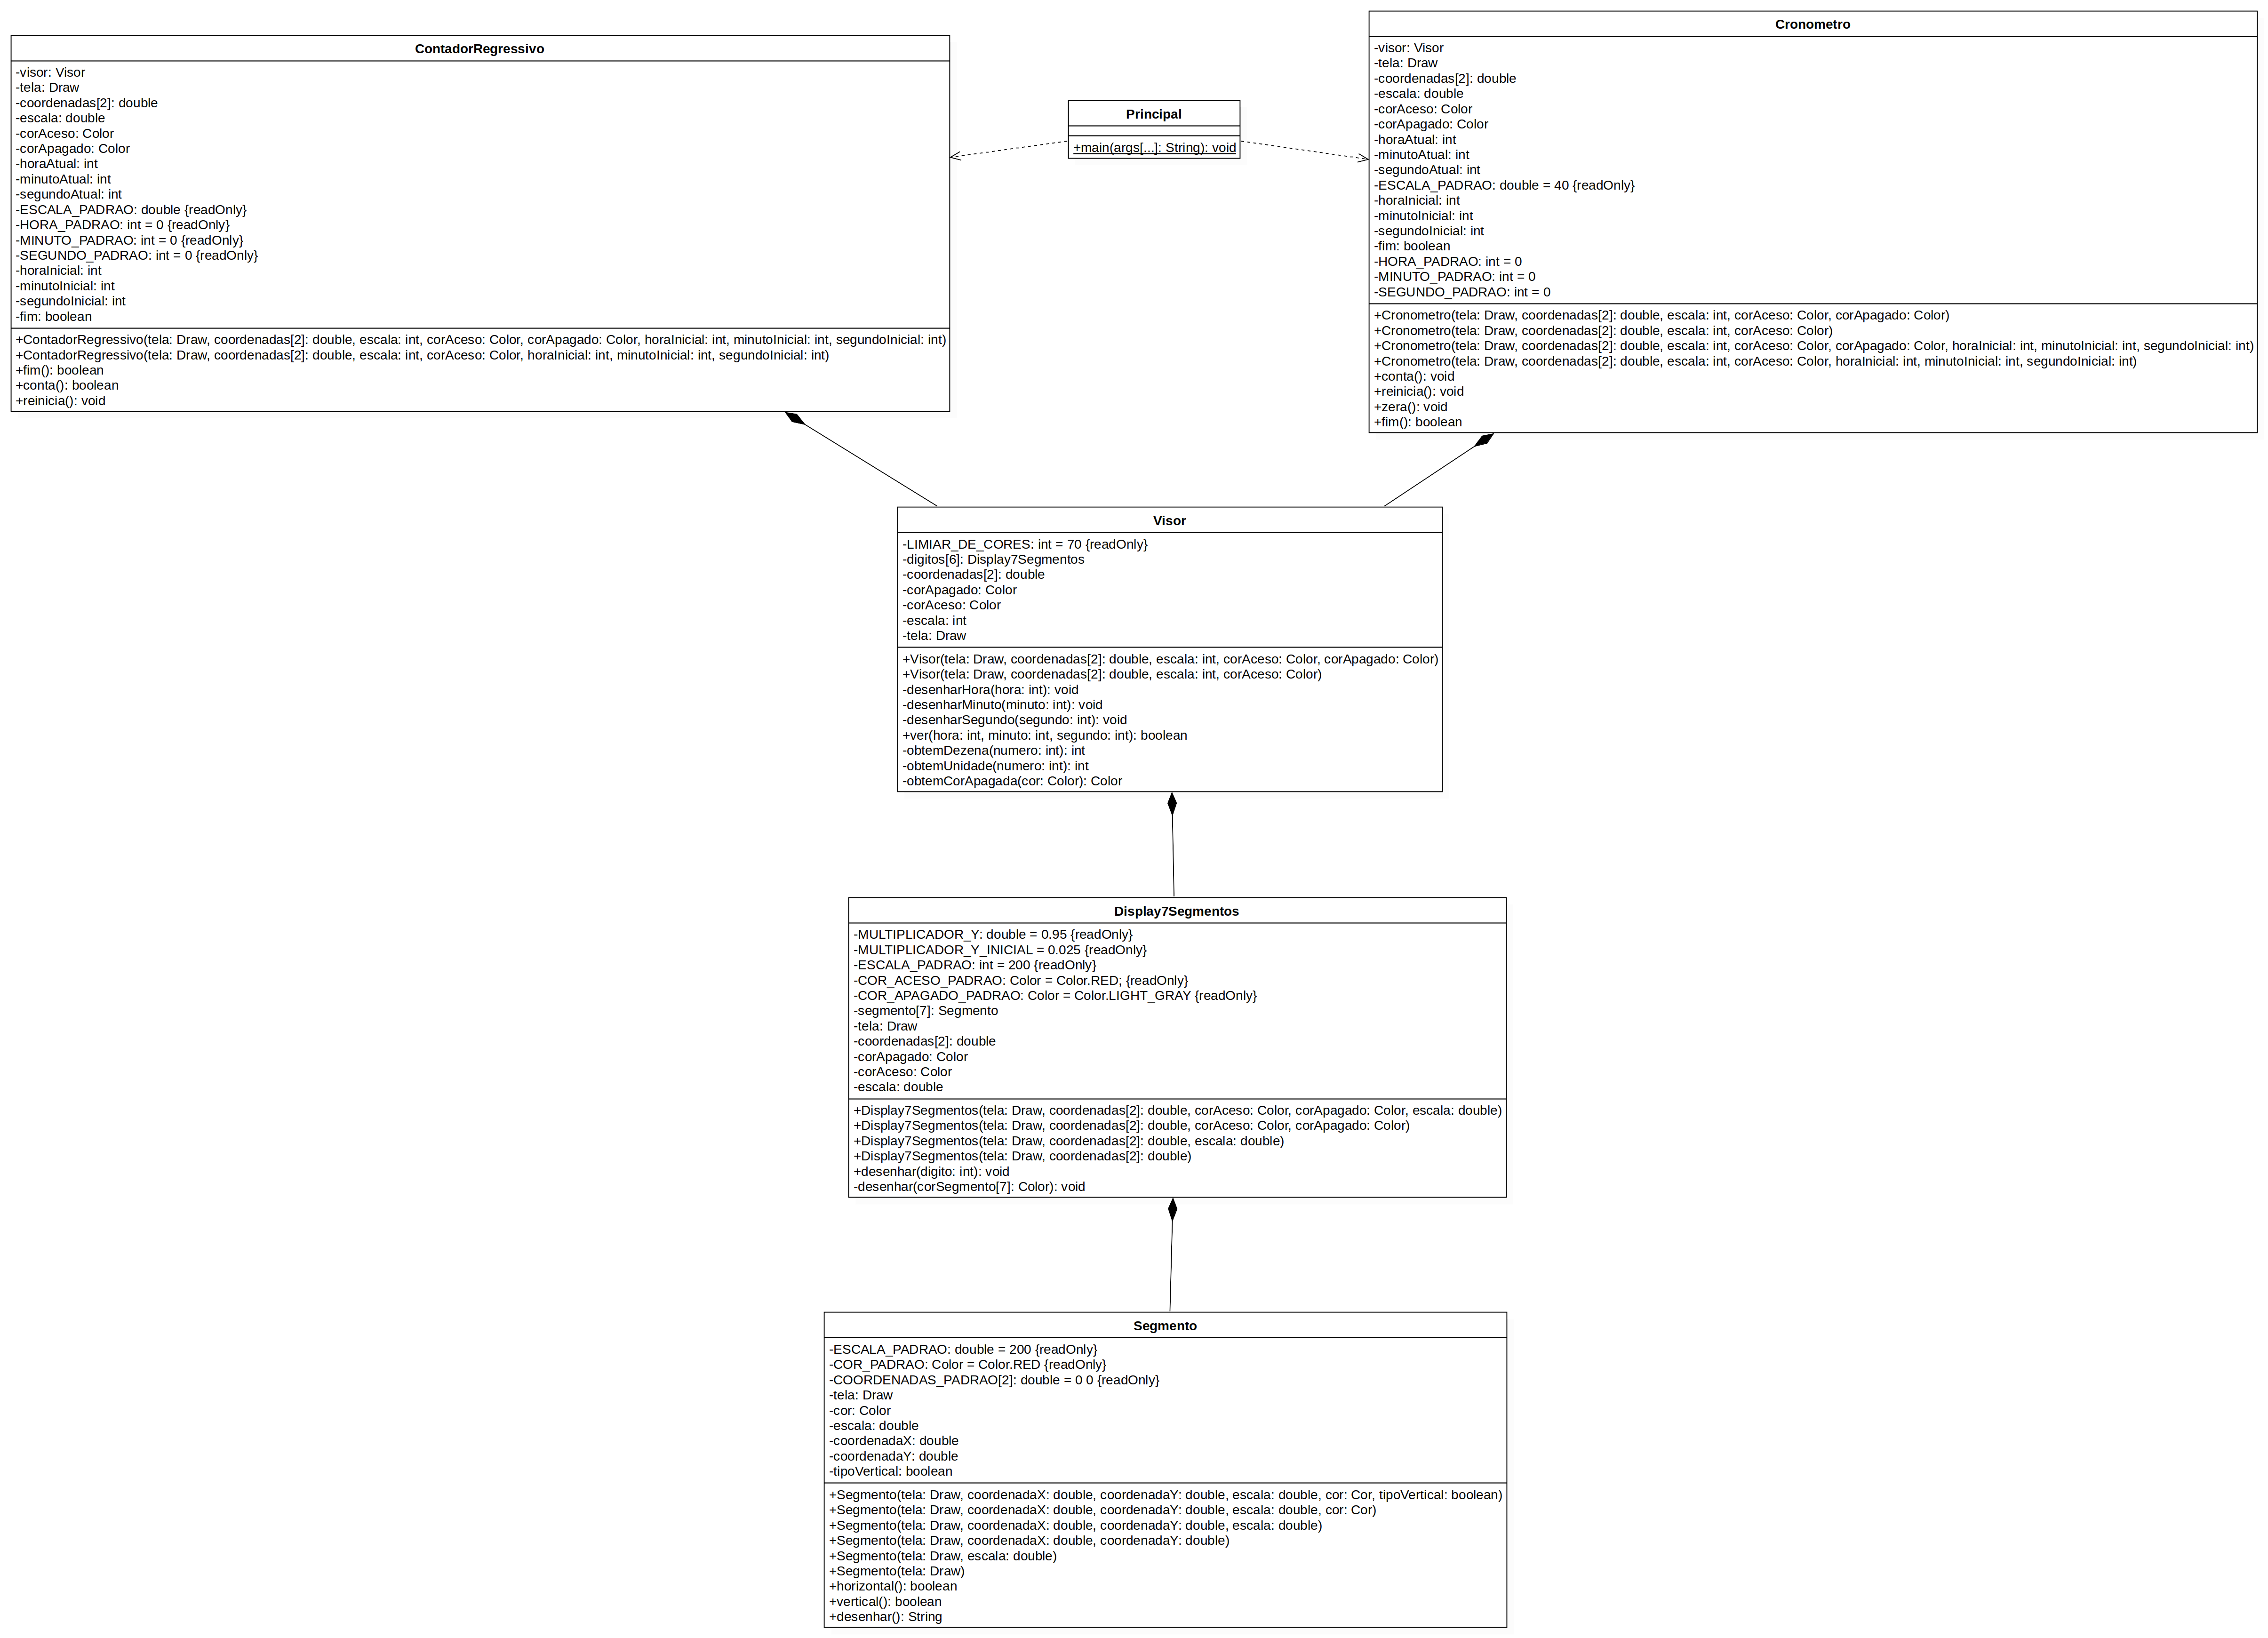 ContadorRegressivo
-visor: Visor
-tela: Draw
-coordenadas[2]: double
-escala: double
-corAceso: Color
-corApagado: Color
-horaAtual: int
-minutoAtual: int
-segundoAtual: int
-ESCALA_PADRAO: double {readOnly}
-HORA_PADRAO: int = 0 {readOnly}
-MINUTO_PADRAO: int = 0 {readOnly}
-SEGUNDO_PADRAO: int = 0 {readOnly}
-horaInicial: int
-minutoInicial: int
-segundoInicial: int
-fim: boolean
+ContadorRegressivo(tela: Draw, coordenadas[2]: double, escala: int, corAceso: Color, corApagado: Color, horaInicial: int, minutoInicial: int, segundoInicial: int)
+ContadorRegressivo(tela: Draw, coordenadas[2]: double, escala: int, corAceso: Color, horaInicial: int, minutoInicial: int, segundoInicial: int)
+fim(): boolean
+conta(): boolean
+reinicia(): void
Principal
+main(args[...]: String): void
Cronometro
-visor: Visor
-tela: Draw
-coordenadas[2]: double
-escala: double
-corAceso: Color
-corApagado: Color
-horaAtual: int
-minutoAtual: int
-segundoAtual: int
-ESCALA_PADRAO: double = 40 {readOnly}
-horaInicial: int
-minutoInicial: int
-segundoInicial: int
-fim: boolean
-HORA_PADRAO: int = 0
-MINUTO_PADRAO: int = 0
-SEGUNDO_PADRAO: int = 0
+Cronometro(tela: Draw, coordenadas[2]: double, escala: int, corAceso: Color, corApagado: Color)
+Cronometro(tela: Draw, coordenadas[2]: double, escala: int, corAceso: Color)
+Cronometro(tela: Draw, coordenadas[2]: double, escala: int, corAceso: Color, corApagado: Color, horaInicial: int, minutoInicial: int, segundoInicial: int)
+Cronometro(tela: Draw, coordenadas[2]: double, escala: int, corAceso: Color, horaInicial: int, minutoInicial: int, segundoInicial: int)
+conta(): void
+reinicia(): void
+zera(): void
+fim(): boolean
Visor
-LIMIAR_DE_CORES: int = 70 {readOnly}
-digitos[6]: Display7Segmentos
-coordenadas[2]: double
-corApagado: Color
-corAceso: Color
-escala: int
-tela: Draw
+Visor(tela: Draw, coordenadas[2]: double, escala: int, corAceso: Color, corApagado: Color)
+Visor(tela: Draw, coordenadas[2]: double, escala: int, corAceso: Color)
-desenharHora(hora: int): void
-desenharMinuto(minuto: int): void
-desenharSegundo(segundo: int): void
+ver(hora: int, minuto: int, segundo: int): boolean
-obtemDezena(numero: int): int
-obtemUnidade(numero: int): int
-obtemCorApagada(cor: Color): Color
Display7Segmentos
-MULTIPLICADOR_Y: double = 0.95 {readOnly}
-MULTIPLICADOR_Y_INICIAL = 0.025 {readOnly}
-ESCALA_PADRAO: int = 200 {readOnly}
-COR_ACESO_PADRAO: Color = Color.RED; {readOnly}
-COR_APAGADO_PADRAO: Color = Color.LIGHT_GRAY {readOnly}
-segmento[7]: Segmento
-tela: Draw
-coordenadas[2]: double
-corApagado: Color
-corAceso: Color
-escala: double
+Display7Segmentos(tela: Draw, coordenadas[2]: double, corAceso: Color, corApagado: Color, escala: double)
+Display7Segmentos(tela: Draw, coordenadas[2]: double, corAceso: Color, corApagado: Color)
+Display7Segmentos(tela: Draw, coordenadas[2]: double, escala: double)
+Display7Segmentos(tela: Draw, coordenadas[2]: double)
+desenhar(digito: int): void
-desenhar(corSegmento[7]: Color): void
Segmento
-ESCALA_PADRAO: double = 200 {readOnly}
-COR_PADRAO: Color = Color.RED {readOnly}
-COORDENADAS_PADRAO[2]: double = 0 0 {readOnly}
-tela: Draw
-cor: Color
-escala: double
-coordenadaX: double
-coordenadaY: double
-tipoVertical: boolean
+Segmento(tela: Draw, coordenadaX: double, coordenadaY: double, escala: double, cor: Cor, tipoVertical: boolean)
+Segmento(tela: Draw, coordenadaX: double, coordenadaY: double, escala: double, cor: Cor)
+Segmento(tela: Draw, coordenadaX: double, coordenadaY: double, escala: double)
+Segmento(tela: Draw, coordenadaX: double, coordenadaY: double)
+Segmento(tela: Draw, escala: double)
+Segmento(tela: Draw)
+horizontal(): boolean
+vertical(): boolean
+desenhar(): String